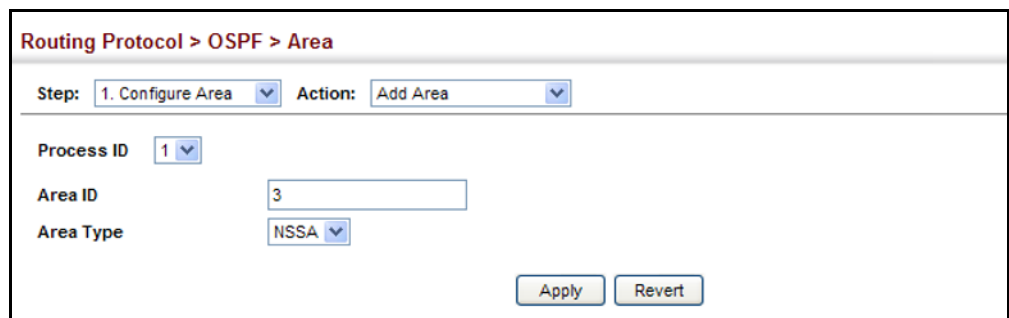 Routing Protocol > OSPF > Area
Step: 1. Configure Area Action: Add Area
Process ID 1
Area ID 3
Area Type NSSA
Apply Revert